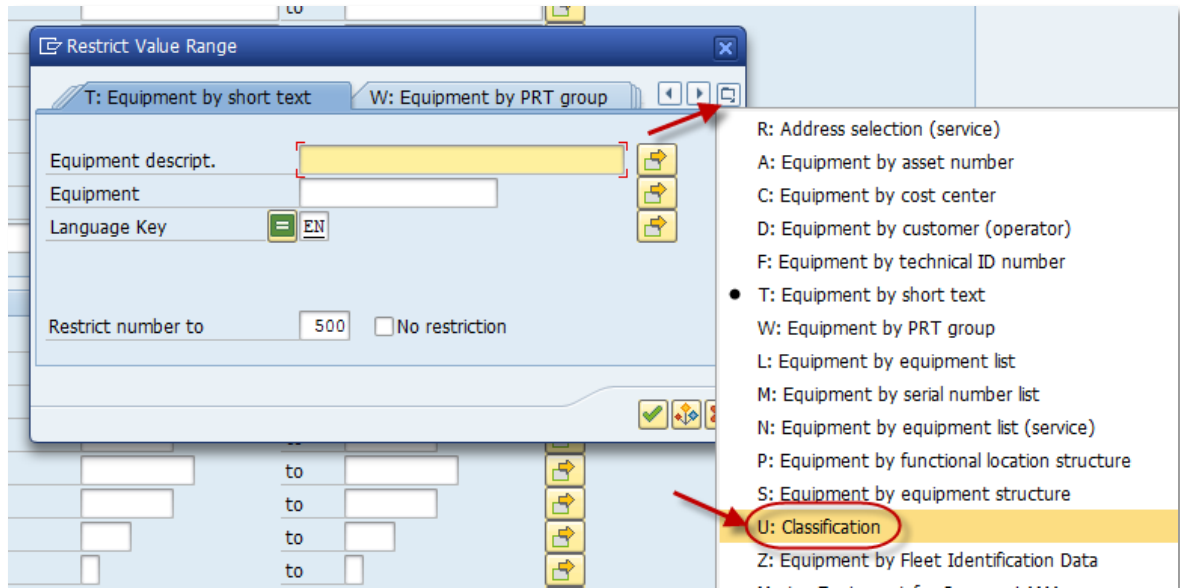 to
Restrict Value Range
T: Equipment by short text
W: Equipment by PRT group
Equipment descript.
Equipment
Language Key
EN
Restrict number to
500
No restriction
R: Address selection (service)
A: Equipment by asset number
C: Equipment by cost center
D: Equipment by customer (operator)
F: Equipment by technical ID number
T: Equipment by short text
W: Equipment by PRT group
L: Equipment by equipment list
M: Equipment by serial number list
N: Equipment by equipment list (service)
P: Equipment by functional location structure
S: Equipment by equipment structure
U: Classification
Z: Equipment by Fleet Identification Data
to
to
to
to